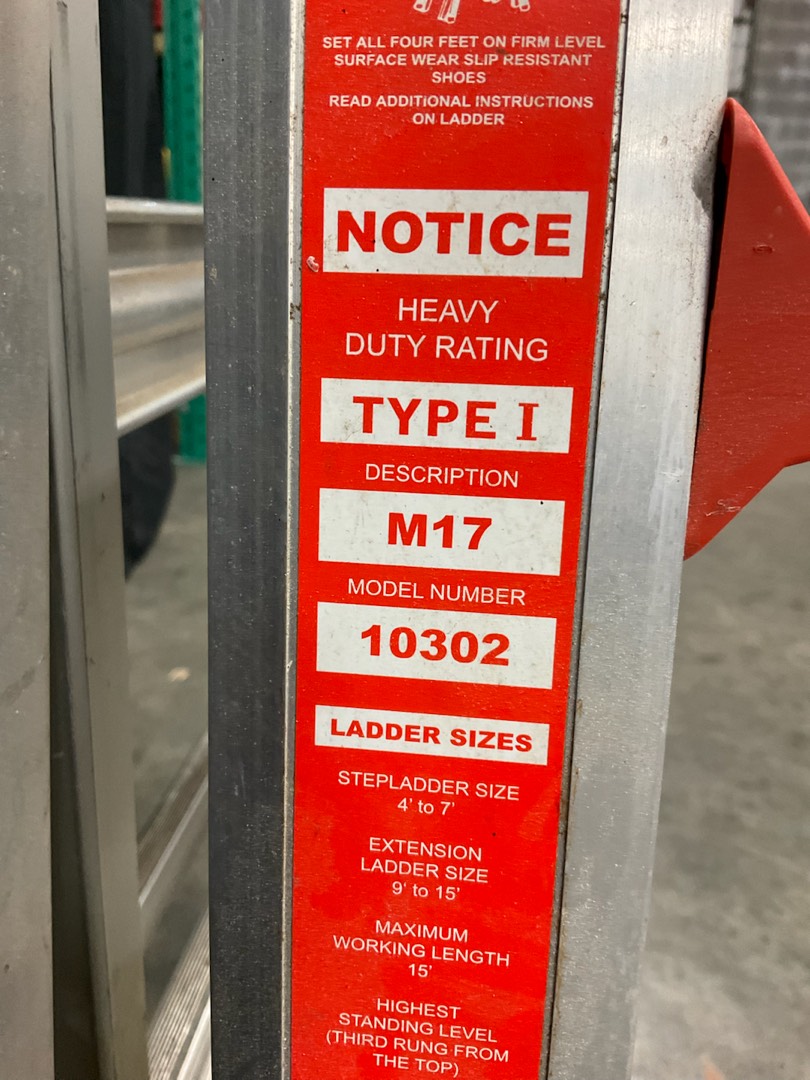 SET ALL FOUR FEET ON FIRM LEVEL
SURFACE WEAR SLIP RESISTANT
SHOES
READ ADDITIONAL INSTRUCTIONS
ON LADDER
NOTICE
HEAVY
DUTY RATING
TYPE I
DESCRIPTION
M17
MODEL NUMBER
10302
LADDER SIZES
STEPLADDER SIZE
4' to 7'
EXTENSION
LADDER SIZE
9' to 15'
MAXIMUM
WORKING LENGTH
15'
HIGHEST
STANDING LEVEL
(THIRD RUNG FROM
THE TOP)